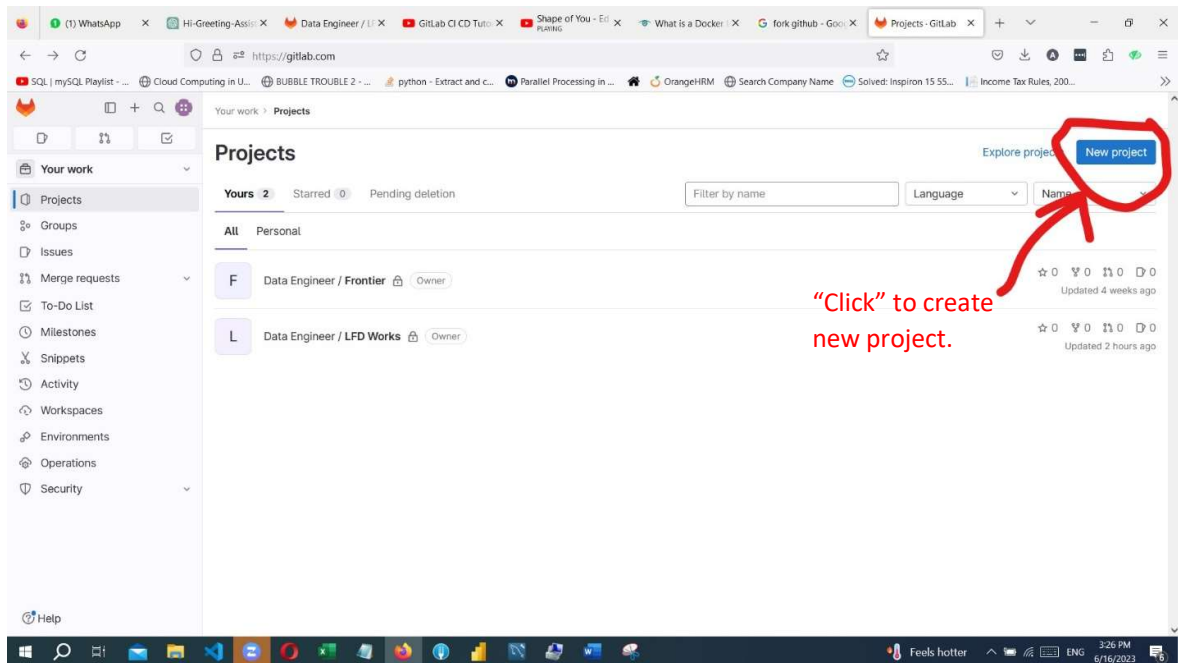 (1) WhatsApp
Hi-Greeting-Assis
Data Engineer / LF
GitLab CI CD Tuto
Shape of You - Ed
PLAYING
What is a Docker
fork github - Goo
Projects · GitLab
https://gitlab.com
SQL | mySQL Playlist - ...
Cloud Computing in U...
BUBBLE TROUBLE 2 - ...
python - Extract and c...
Parallel Processing in ...
OrangeHRM
Search Company Name
Solved: Inspiron 15 55...
Income Tax Rules, 200...
Your work > Projects
Projects
Explore projec
New project
Your work
Yours 2
Starred 0
Pending deletion
Filter by name
Language
Name
Projects
Groups
Issues
Merge requests
To-Do List
Milestones
Snippets
Activity
Workspaces
Environments
Operations
Security
All Personal
F Data Engineer / Frontier Owner
0 0 0 0
Updated 4 weeks ago
L Data Engineer / LFD Works Owner
0 0 0 0
Updated 2 hours ago
“Click” to create
new project.
Help
Feels hotter
ENG
3:26 PM
6/16/2023
6